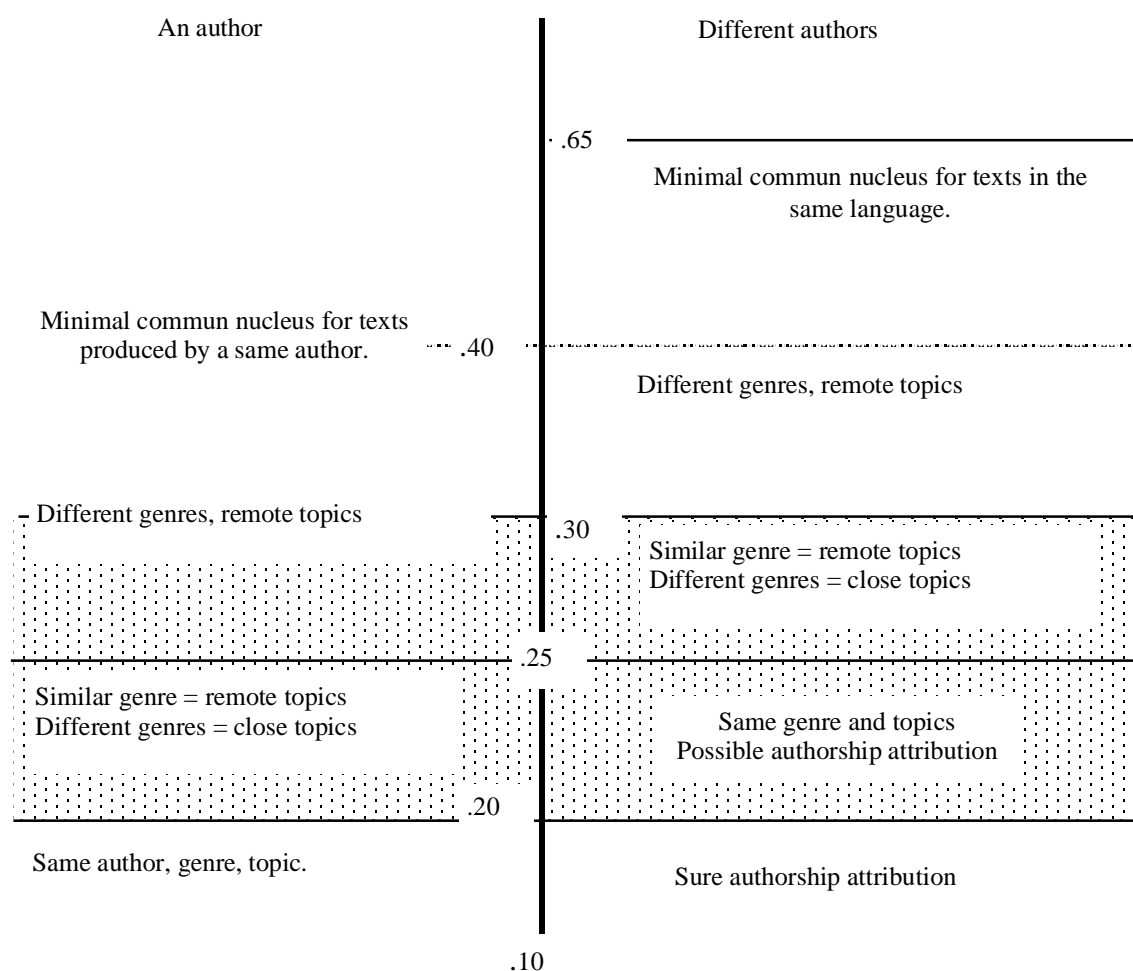 An author
Different authors
.65
Minimal commun nucleus for texts in the
same language.
Minimal commun nucleus for texts
produced by a same author.
.40
Different genres, remote topics
Different genres, remote topics
.30
Similar genre = remote topics
Different genres = close topics
.25
Similar genre = remote topics
Different genres = close topics
Same genre and topics
Possible authorship attribution
.20
Same author, genre, topic.
Sure authorship attribution
.10